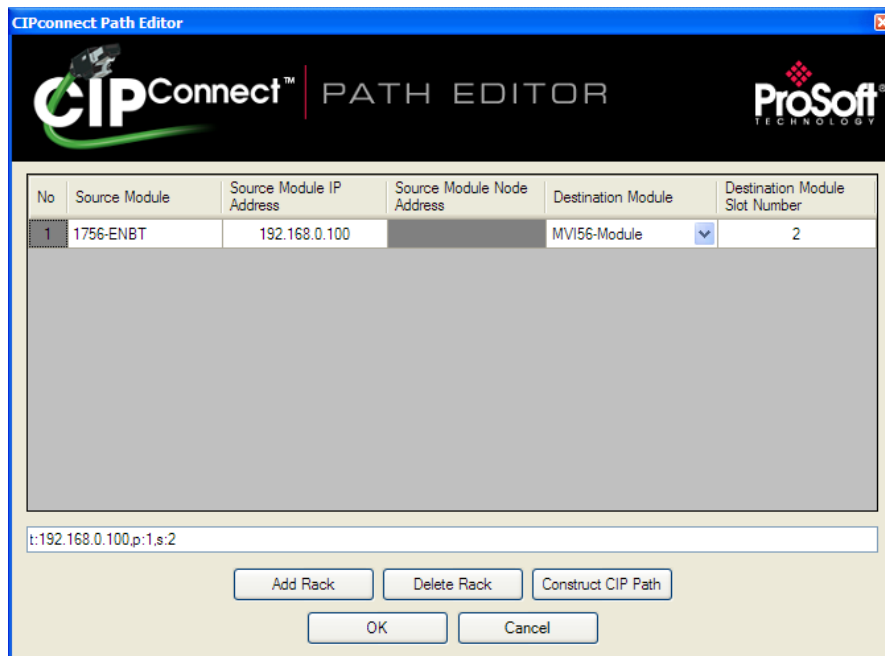 CIPconnect Path Editor
CIPConnect™ PATH EDITOR
ProSoft®
TECHNOLOGY
No Source Module Source Module IP Address Source Module Node Address Destination Module Destination Module Slot Number
1 1756-ENBT 192.168.0.100 MVI56-Module 2
t:192.168.0.100,p:1,s:2
Add Rack Delete Rack Construct CIP Path
OK Cancel